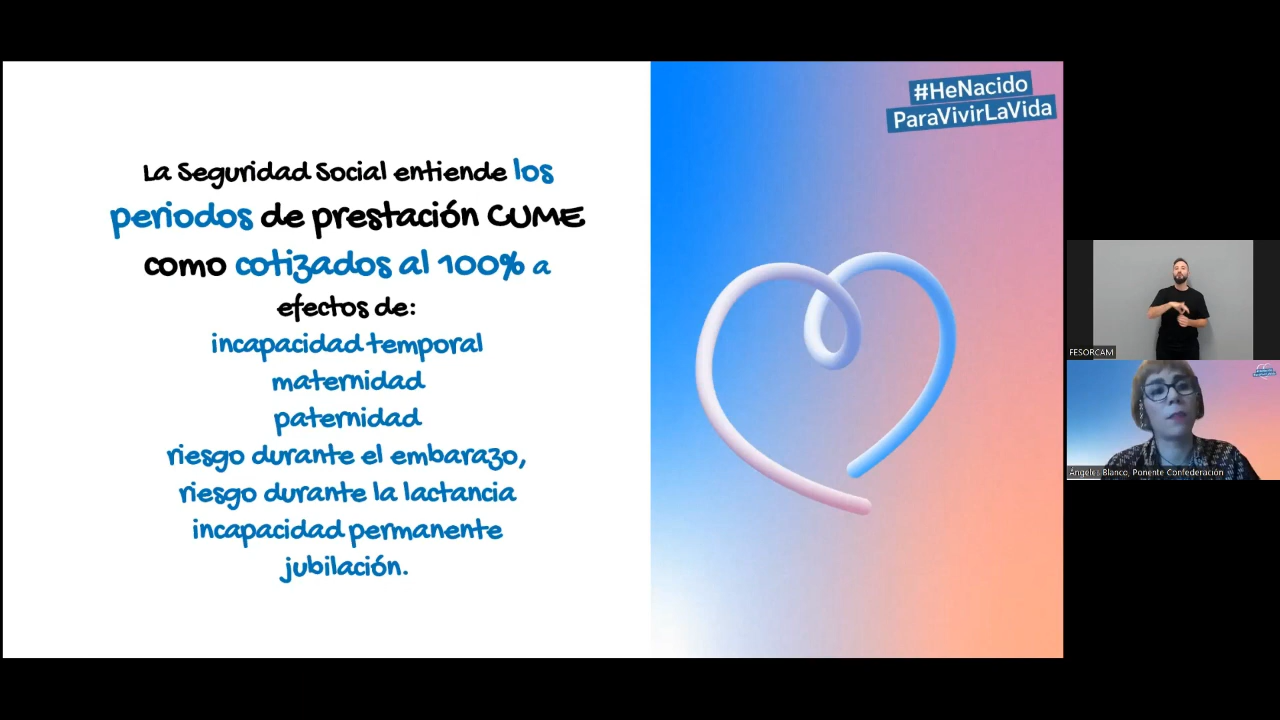 La Seguridad Social entiende los
periodos de prestación CUME
como cotizados al 100% a
efectos de:
incapacidad temporal
maternidad
paternidad
riesgo durante el embarazo,
riesgo durante la lactancia
incapacidad permanente
jubilación.
#HeNacido
ParaVivirLaVida
FESORCAM
Ángeles Blanco, Ponente Confederación